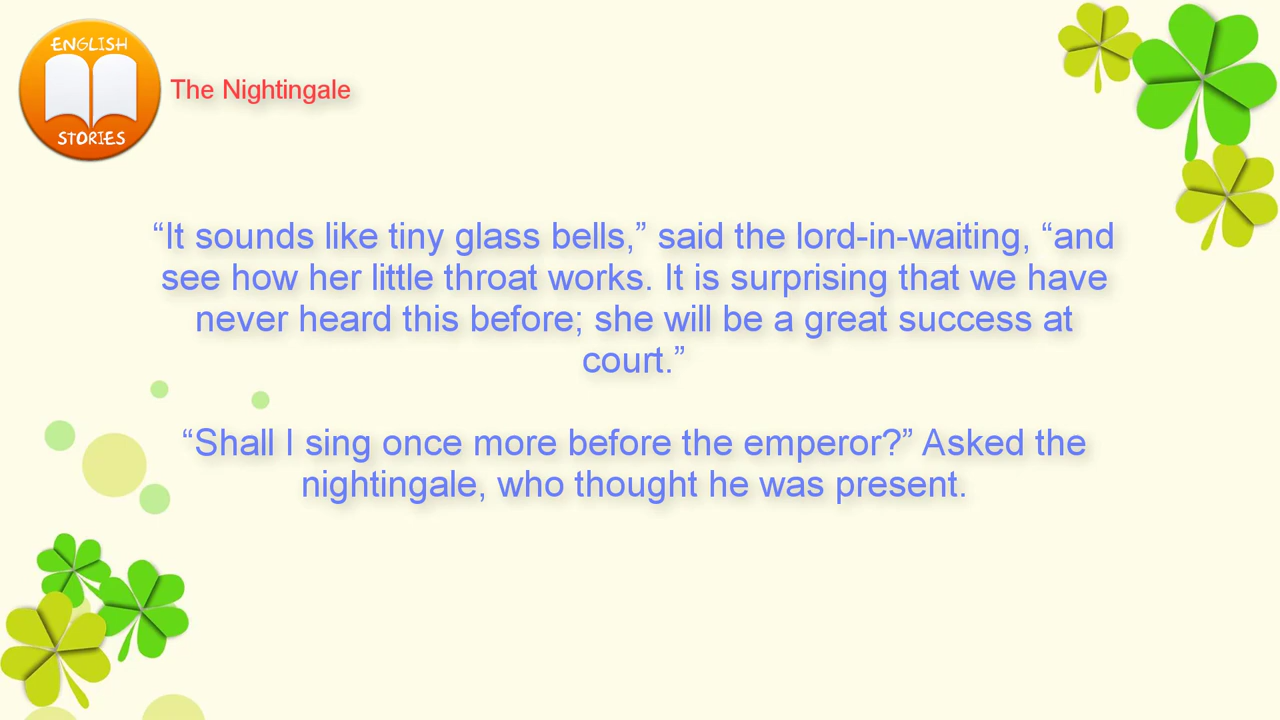 ENGLISH
STORIES
The Nightingale
“It sounds like tiny glass bells,” said the lord-in-waiting, “and
see how her little throat works. It is surprising that we have
never heard this before; she will be a great success at
court.”
“Shall I sing once more before the emperor?” Asked the
nightingale, who thought he was present.